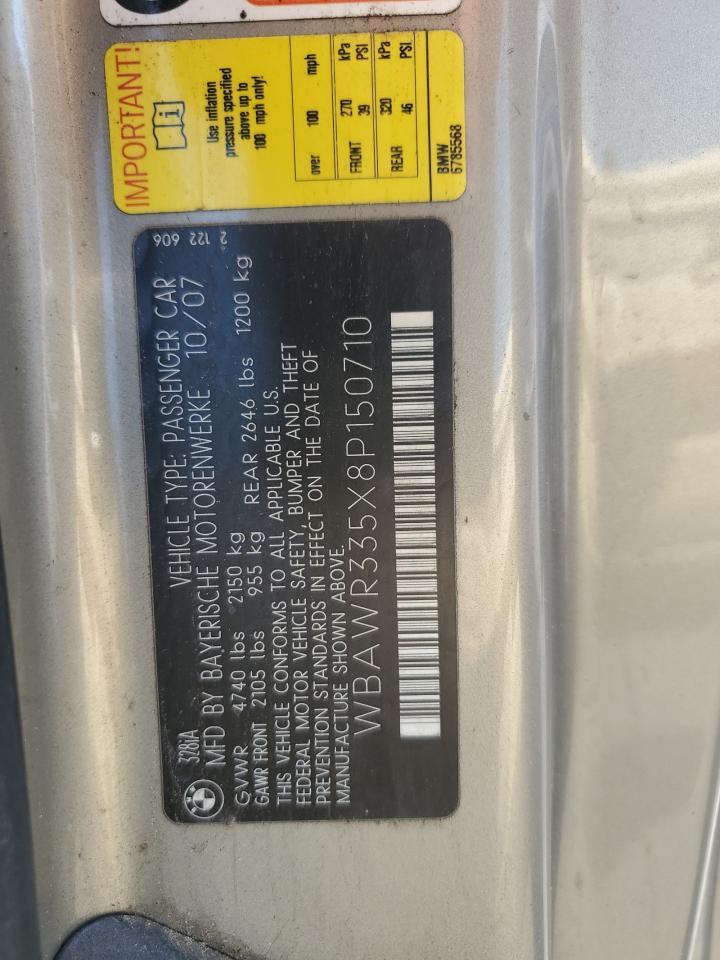 IMPORTANT!
Use inflation
pressure specified
above up to
100 mph only!
over 100 mph
FRONT 270 kPa
39 PSI
REAR 320 kPa
46 PSI
BMW
6785568
2 122 606
328iA VEHICLE TYPE: PASSENGER CAR
MFD BY BAYERISCHE MOTORENWERKE 10/07
GVWR 4740 lbs 2150 kg
GAWR FRONT 2105 lbs 955 kg REAR 2646 lbs 1200 kg
THIS VEHICLE CONFORMS TO ALL APPLICABLE U.S.
FEDERAL MOTOR VEHICLE SAFETY, BUMPER AND THEFT
PREVENTION STANDARDS IN EFFECT ON THE DATE OF
MANUFACTURE SHOWN ABOVE.
WBAWR335X8P150710